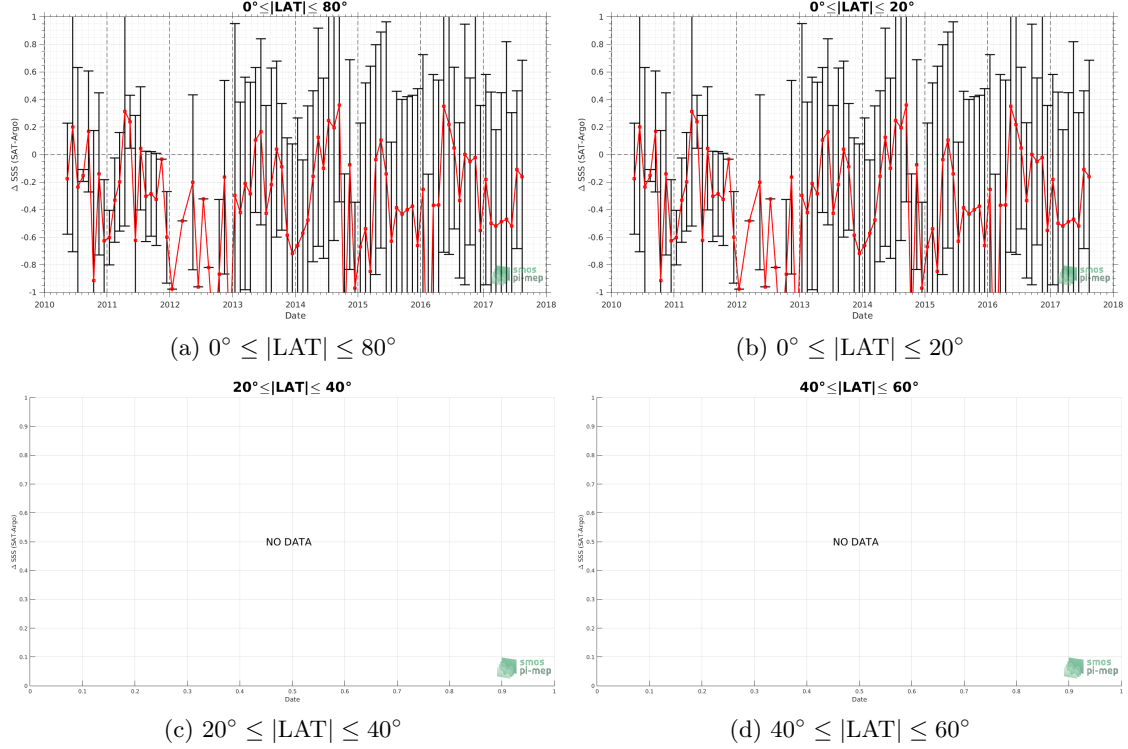 0°≤|LAT|≤ 80°
1
0.8
0.6
0.4
0.2
0
-0.2
-0.4
-0.6
-0.8
-1
Δ SSS (SAT-Argo)
2010 2011 2012 2013 2014 2015 2016 2017 2018
Date
smos
pi-mep
(a) 0° ≤ |LAT| ≤ 80°
0°≤|LAT|≤ 20°
1
0.8
0.6
0.4
0.2
0
-0.2
-0.4
-0.6
-0.8
-1
Δ SSS (SAT-Argo)
2010 2011 2012 2013 2014 2015 2016 2017 2018
Date
smos
pi-mep
(b) 0° ≤ |LAT| ≤ 20°
20°≤|LAT|≤ 40°
1
0.9
0.8
0.7
0.6
0.5
0.4
0.3
0.2
0.1
0
Δ SSS (SAT-Argo)
NO DATA
0 0.1 0.2 0.3 0.4 0.5 0.6 0.7 0.8 0.9 1
Date
smos
pi-mep
(c) 20° ≤ |LAT| ≤ 40°
40°≤|LAT|≤ 60°
1
0.9
0.8
0.7
0.6
0.5
0.4
0.3
0.2
0.1
0
Δ SSS (SAT-Argo)
NO DATA
0 0.1 0.2 0.3 0.4 0.5 0.6 0.7 0.8 0.9 1
Date
smos
pi-mep
(d) 40° ≤ |LAT| ≤ 60°